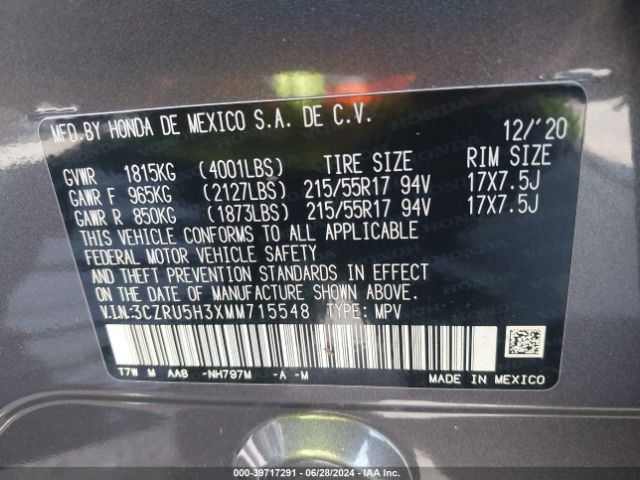 MFD.BY HONDA DE MEXICO S.A. DE C.V. 12/'20
GVWR 1815KG (4001LBS) TIRE SIZE RIM SIZE
GAWR F 965KG (2127LBS) 215/55R17 94V 17X7.5J
GAWR R 850KG (1873LBS) 215/55R17 94V 17X7.5J
THIS VEHICLE CONFORMS TO ALL APPLICABLE
FEDERAL MOTOR VEHICLE SAFETY
AND THEFT PREVENTION STANDARDS IN EFFECT
ON THE DATE OF MANUFACTURE SHOWN ABOVE.
V.I.N:3CZRU5H3XMM715548 TYPE: MPV
T7W M AA8 -NH797M -A -M
MADE IN MEXICO
000-39717291 - 06/28/2024 - IAA Inc.